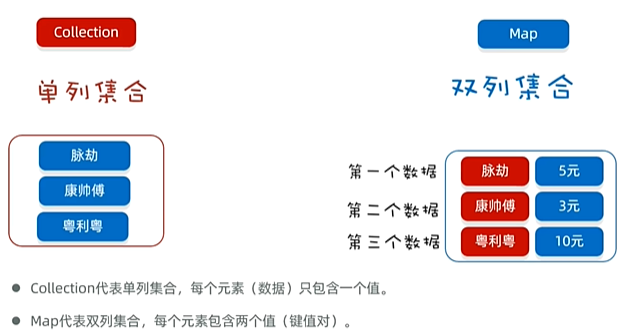 Collection
Map
单列集合
双列集合
脉劫
康帅傅
粤利粤
第一个数据 脉劫 5元
第二个数据 康帅傅 3元
第三个数据 粤利粤 10元
Collection代表单列集合，每个元素（数据）只包含一个值。
Map代表双列集合，每个元素包含两个值（键值对）。